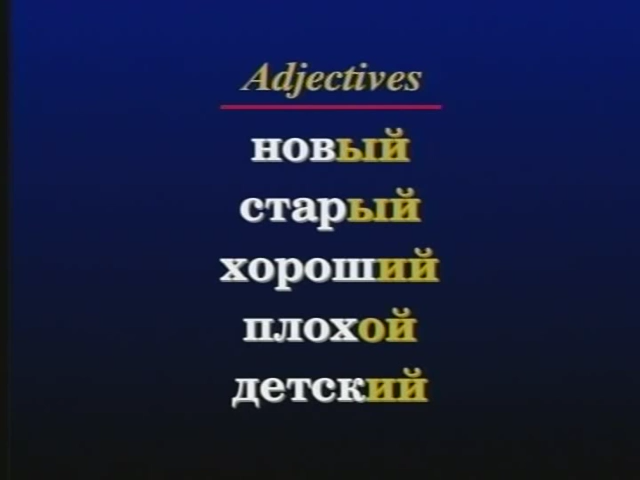 Adjectives
новый
старый
хороший
плохой
детский